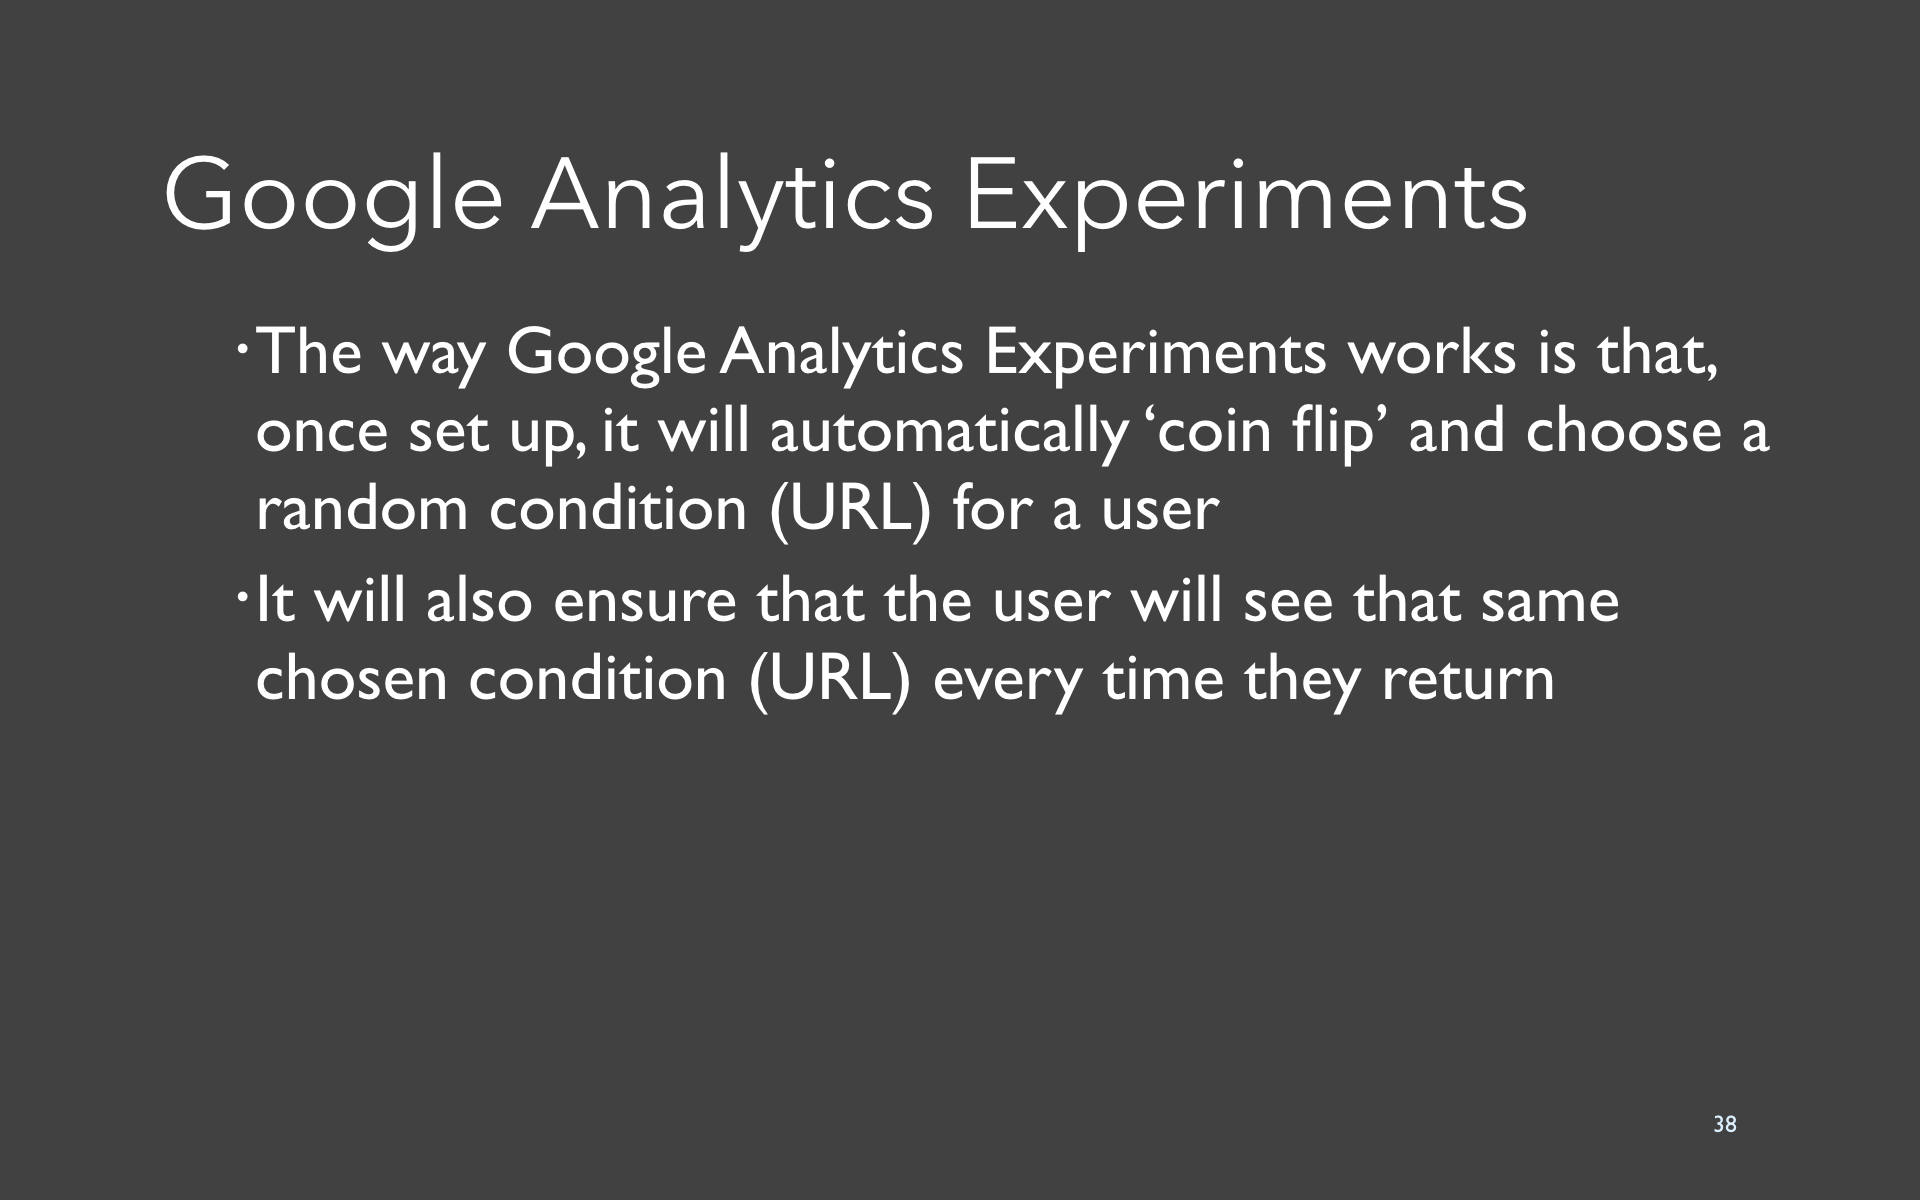 Google Analytics Experiments
·The way Google Analytics Experiments works is that,
once set up, it will automatically ‘coin flip’ and choose a
random condition (URL) for a user
·It will also ensure that the user will see that same
chosen condition (URL) every time they return
38